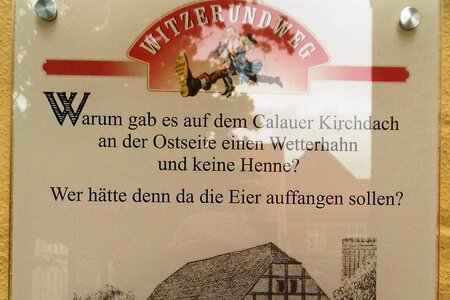 WITZERUNDWEG
Warum gab es auf dem Calauer Kirchdach
an der Ostseite einen Wetterhahn
und keine Henne?
Wer hätte denn da die Eier auffangen sollen?